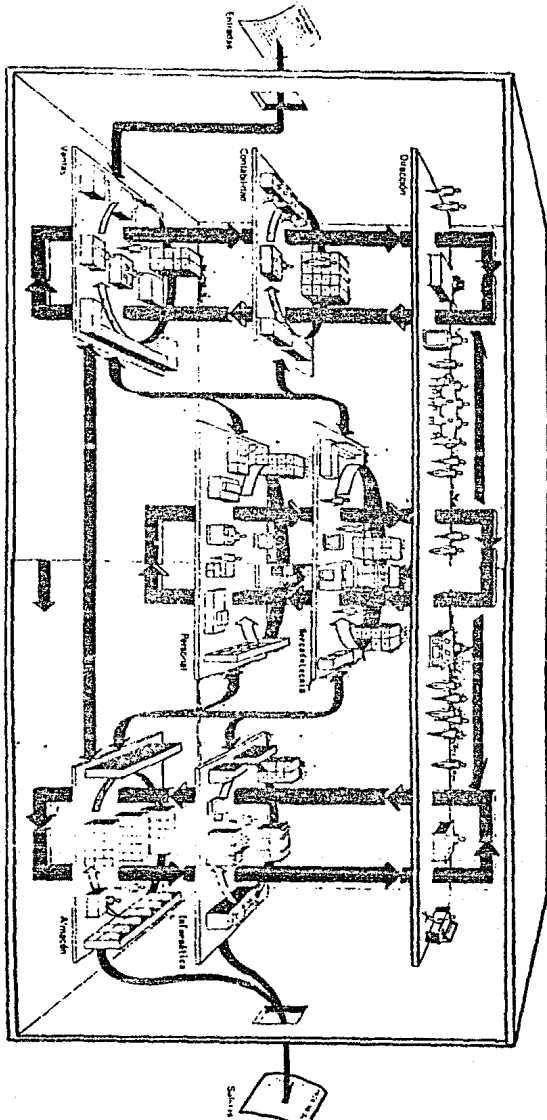 Entradas
Dirección
Contabilidad
Ventas
Mercadotecnia
Personal
Informática
Almacén
Salidas